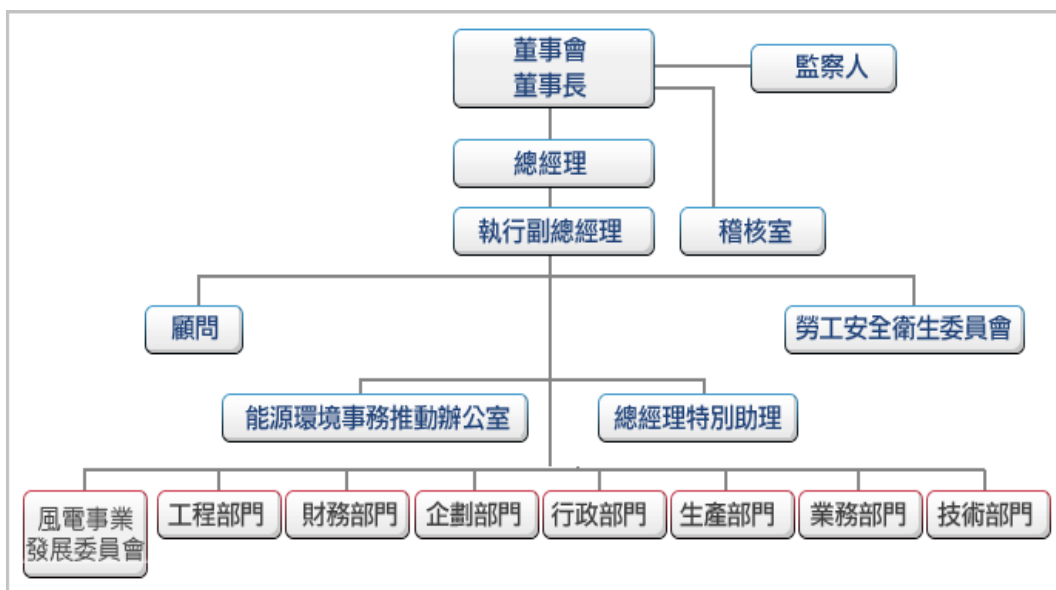 董事會
董事長
監察人
總經理
執行副總經理
稽核室
顧問
勞工安全衛生委員會
能源環境事務推動辦公室
總經理特別助理
風電事業
發展委員會
工程部門
財務部門
企劃部門
行政部門
生產部門
業務部門
技術部門